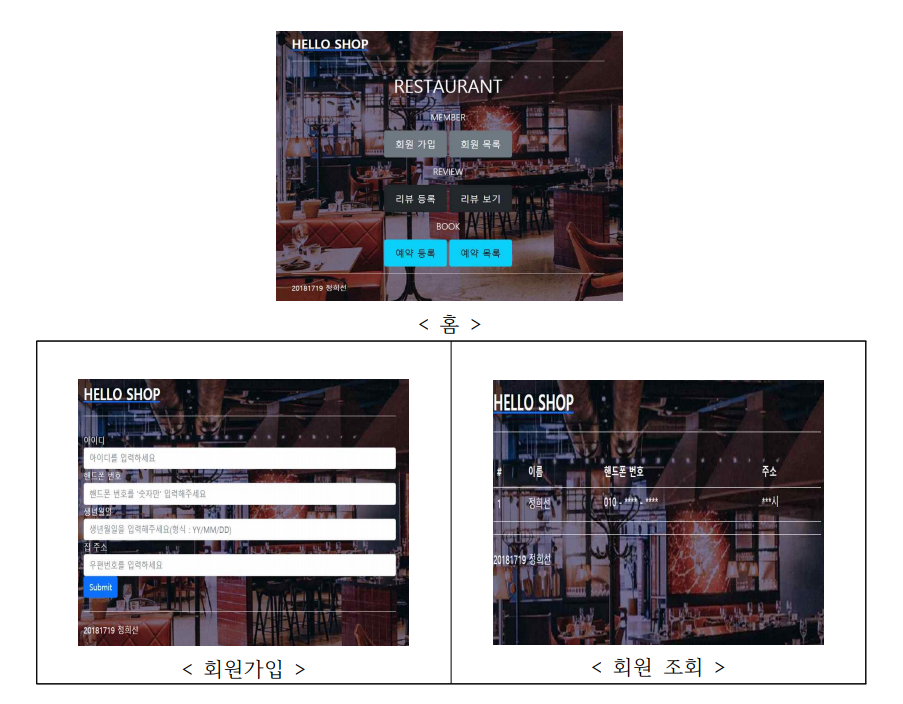 HELLO SHOP
RESTAURANT
MEMBER
회원 가입 회원 목록
REVIEW
리뷰 등록 리뷰 보기
BOOK
예약 등록 예약 목록
20181719 정희선
< 홈 >
HELLO SHOP
아이디
아이디를 입력하세요
핸드폰 번호
핸드폰 번호를 '숫자만' 입력해주세요
생년월일
생년월일을 입력해주세요(형식 : YY/MM/DD)
집 주소
우편번호를 입력하세요
Submit
20181719 정희선
< 회원가입 >
HELLO SHOP
# 이름 핸드폰 번호 주소
1 정희선 010 - **** - **** ***시
20181719 정희선
< 회원 조회 >